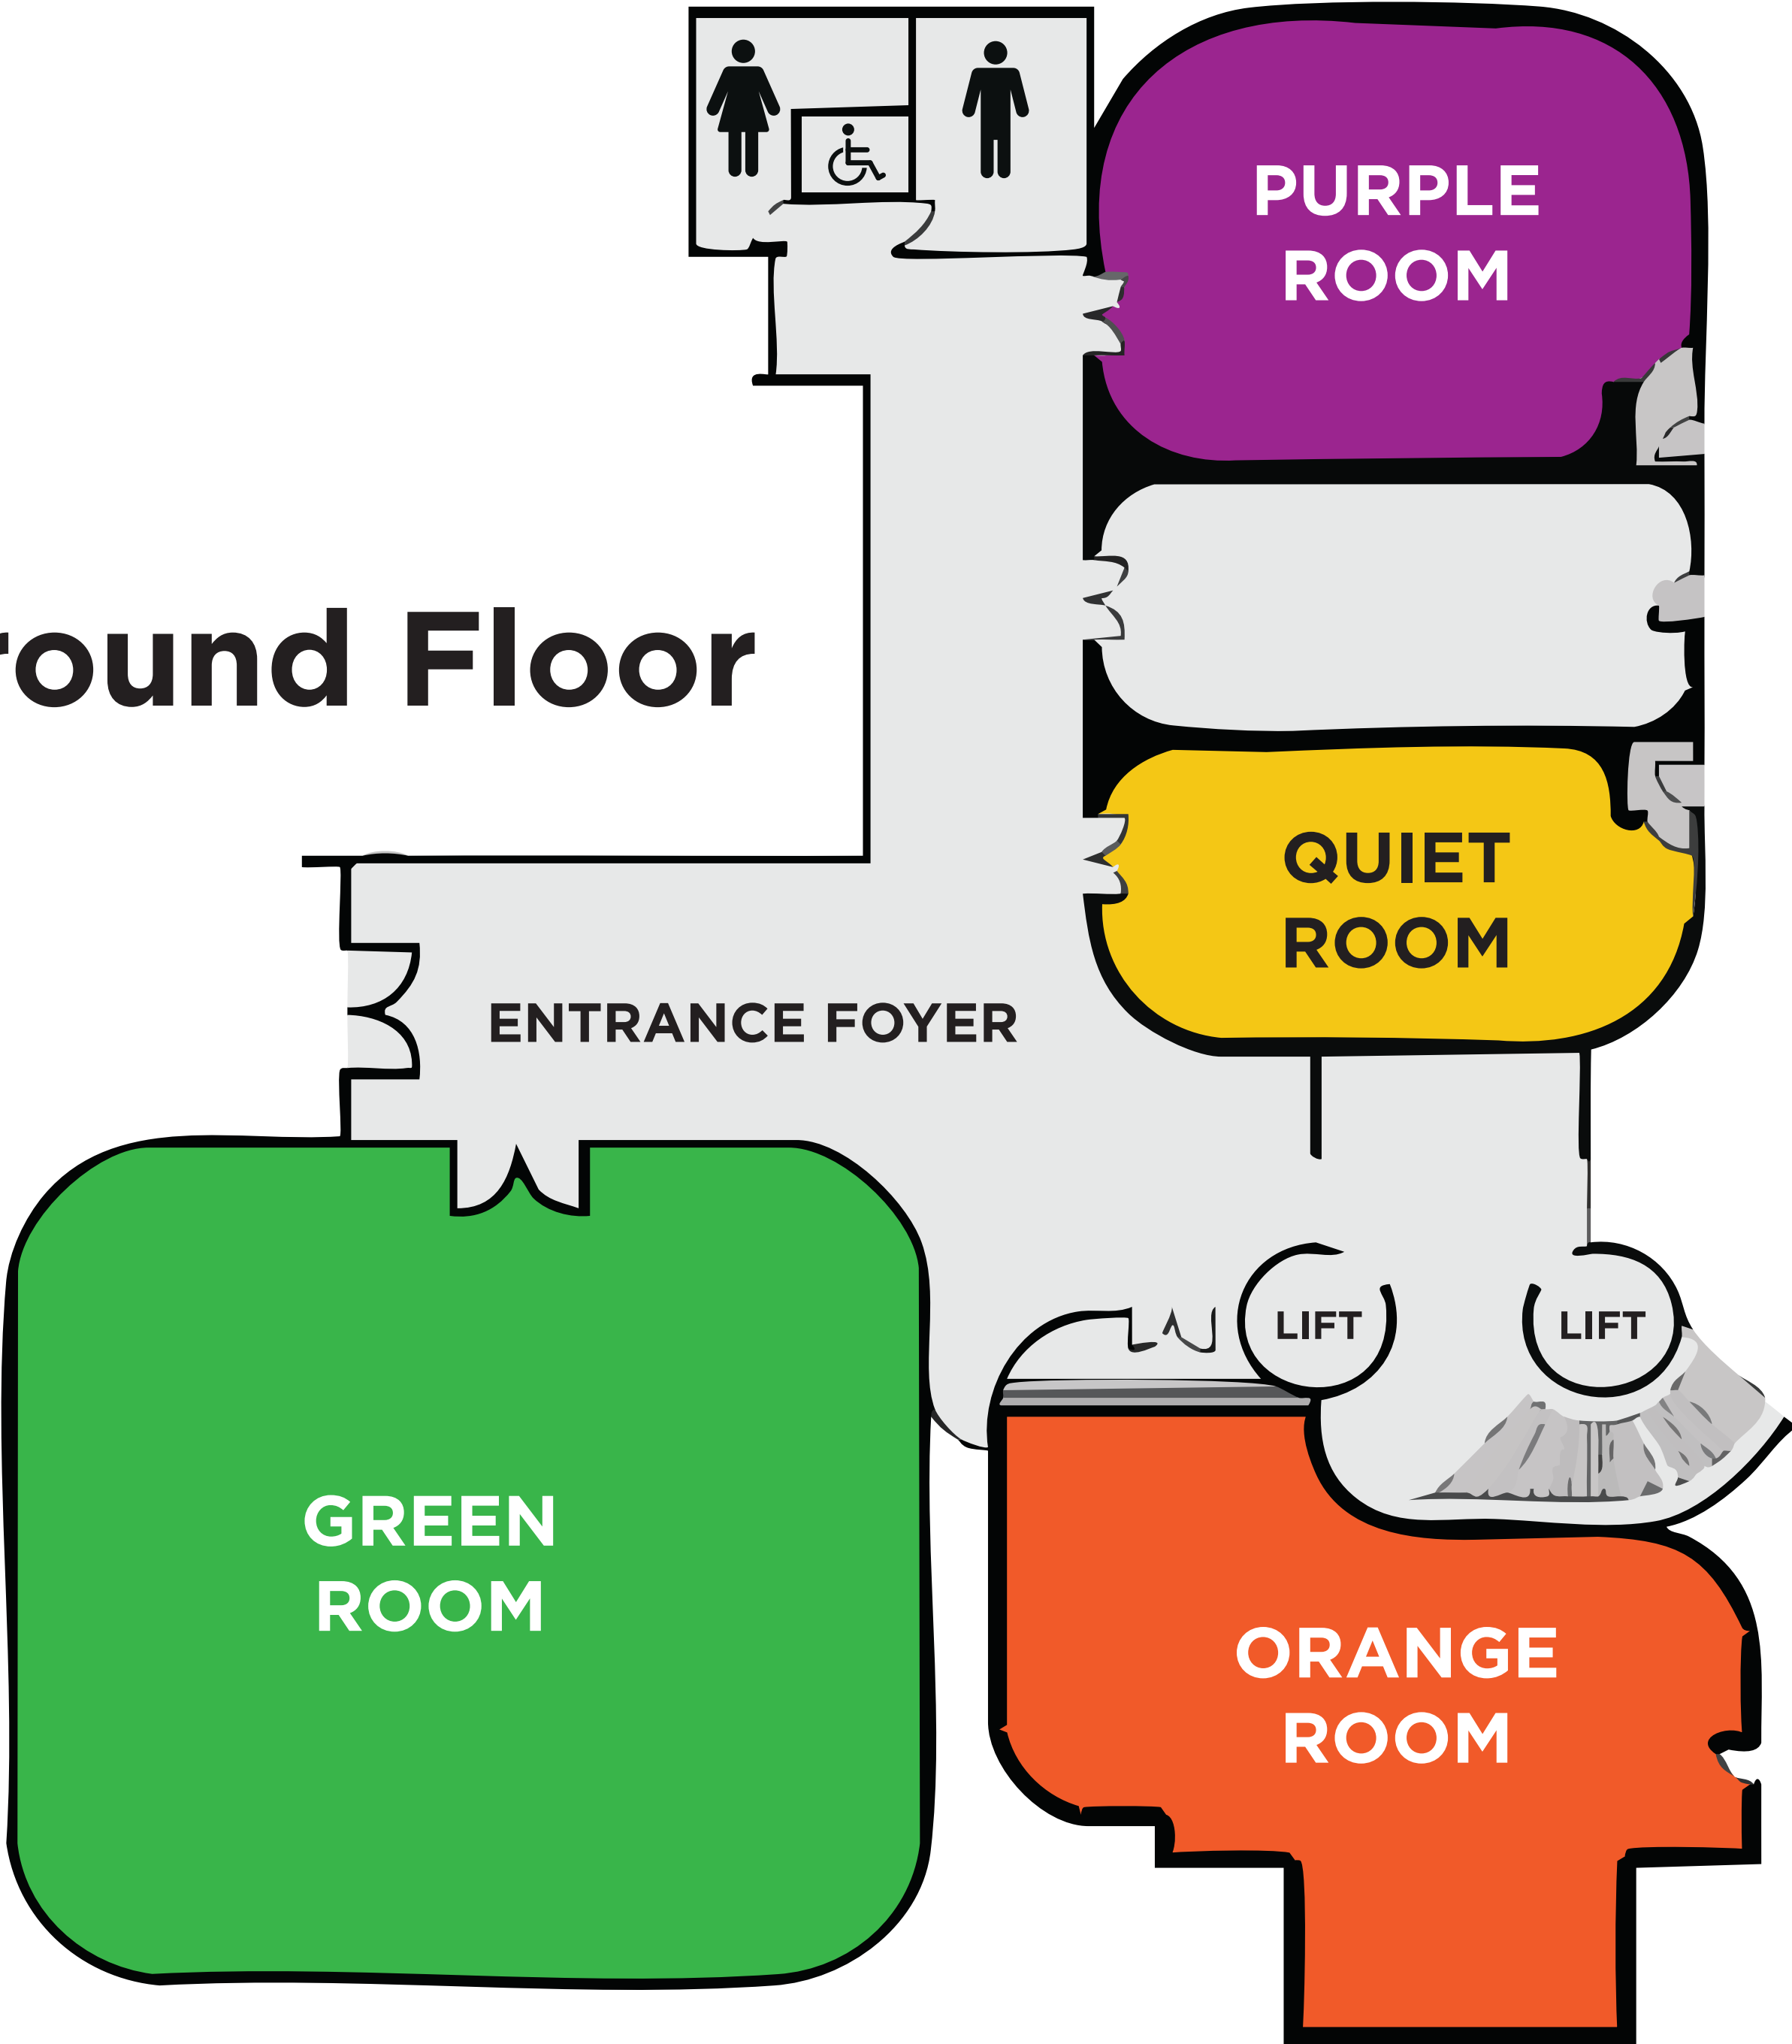 PURPLE
ROOM
round Floor
QUIET
ROOM
ENTRANCE FOYER
LIFT
LIFT
GREEN
ROOM
ORANGE
ROOM